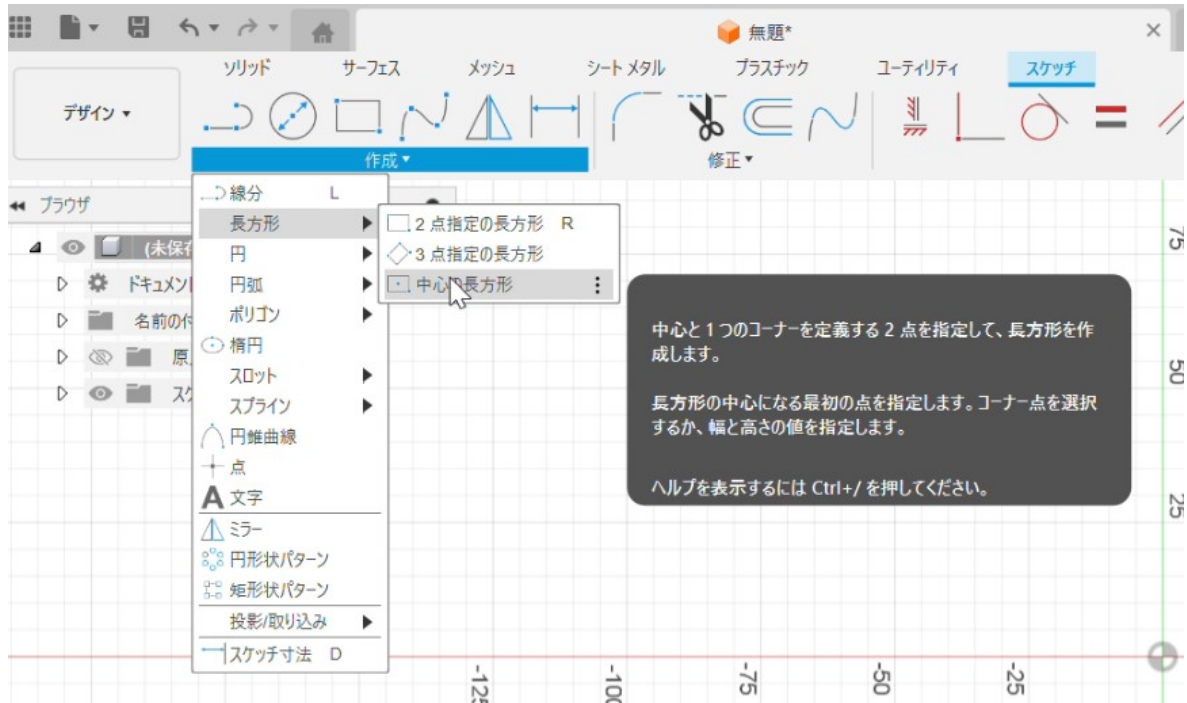 無題*
ソリッド サーフェス メッシュ シート メタル プラスチック ユーティリティ スケッチ
デザイン
作成 修正
ブラウザ
線分 L
長方形
円
円弧
ポリゴン
楕円
スロット
スプライン
円錐曲線
点
A 文字
ミラー
円形状パターン
矩形状パターン
投影/取り込み
スケッチ寸法 D
2 点指定の長方形 R
3 点指定の長方形
中心の長方形
(未保存
ドキュメント
名前の付
原
スケ
中心と 1 つのコーナーを定義する 2 点を指定して、長方形を作
成します。
長方形の中心になる最初の点を指定します。コーナー点を選択
するか、幅と高さの値を指定します。
ヘルプを表示するには Ctrl+/ を押してください。
75
50
25
-125
-100
-75
-50
-25